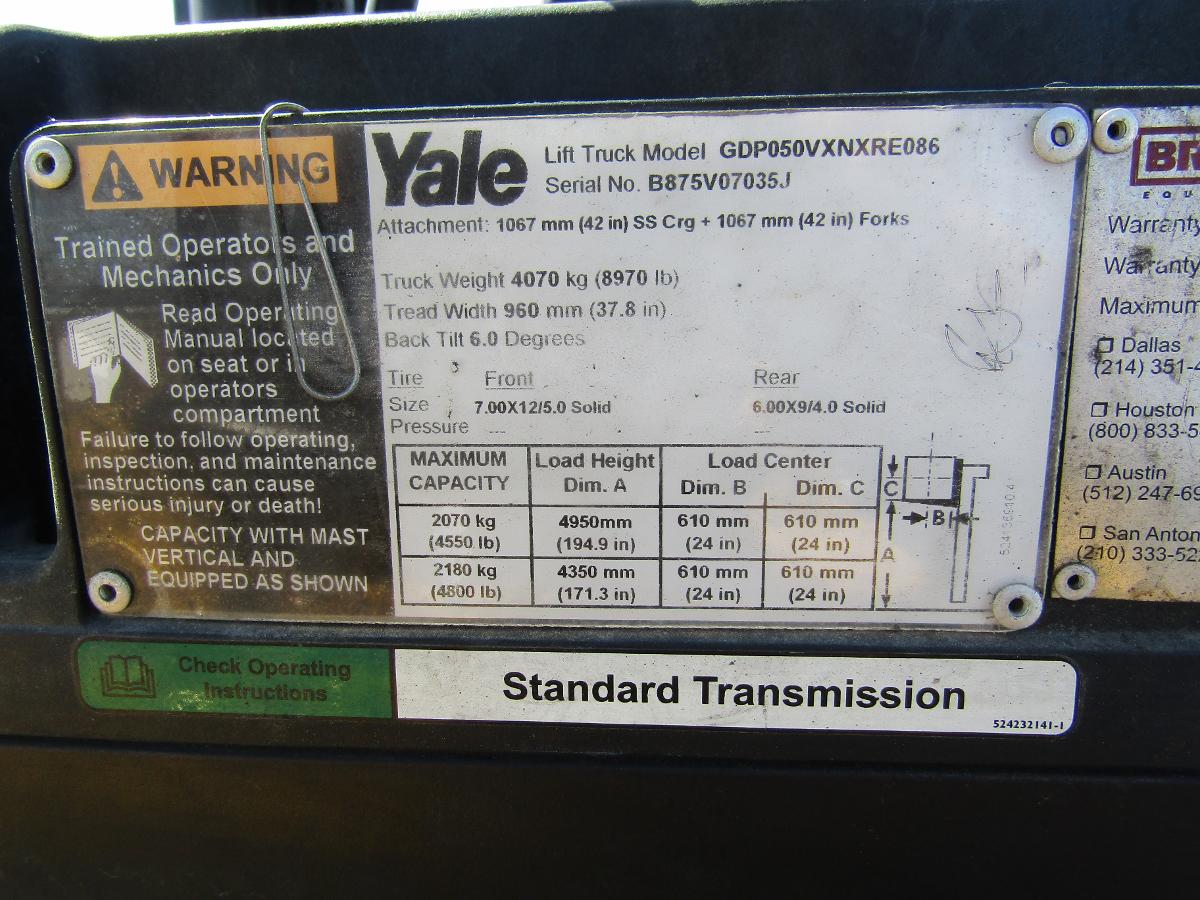 WARNING
Trained Operators and
Mechanics Only
Read Operating
Manual located
on seat or in
operators
compartment
Failure to follow operating,
inspection, and maintenance
instructions can cause
serious injury or death!
CAPACITY WITH MAST
VERTICAL AND
EQUIPPED AS SHOWN
Yale
Lift Truck Model GDP050VXNXRE086
Serial No. B875V07035J
Attachment: 1067 mm (42 in) SS Crg + 1067 mm (42 in) Forks
Truck Weight 4070 kg (8970 lb)
Tread Width 960 mm (37.8 in)
Back Tilt 6.0 Degrees
Tire Front Rear
Size 7.00X12/5.0 Solid 6.00X9/4.0 Solid
Pressure
MAXIMUM CAPACITY Load Height Dim. A Load Center Dim. B Dim. C
2070 kg 4950mm 610 mm 610 mm
(4550 lb) (194.9 in) (24 in) (24 in)
2180 kg 4350 mm 610 mm 610 mm
(4800 lb) (171.3 in) (24 in) (24 in)
C
B
A
Warranty
Warranty
Maximum
Dallas
(214) 351-4
Houston
(800) 833-5
Austin
(512) 247-69
San Anton
(210) 333-52
Check Operating
Instructions
Standard Transmission
524232141-1